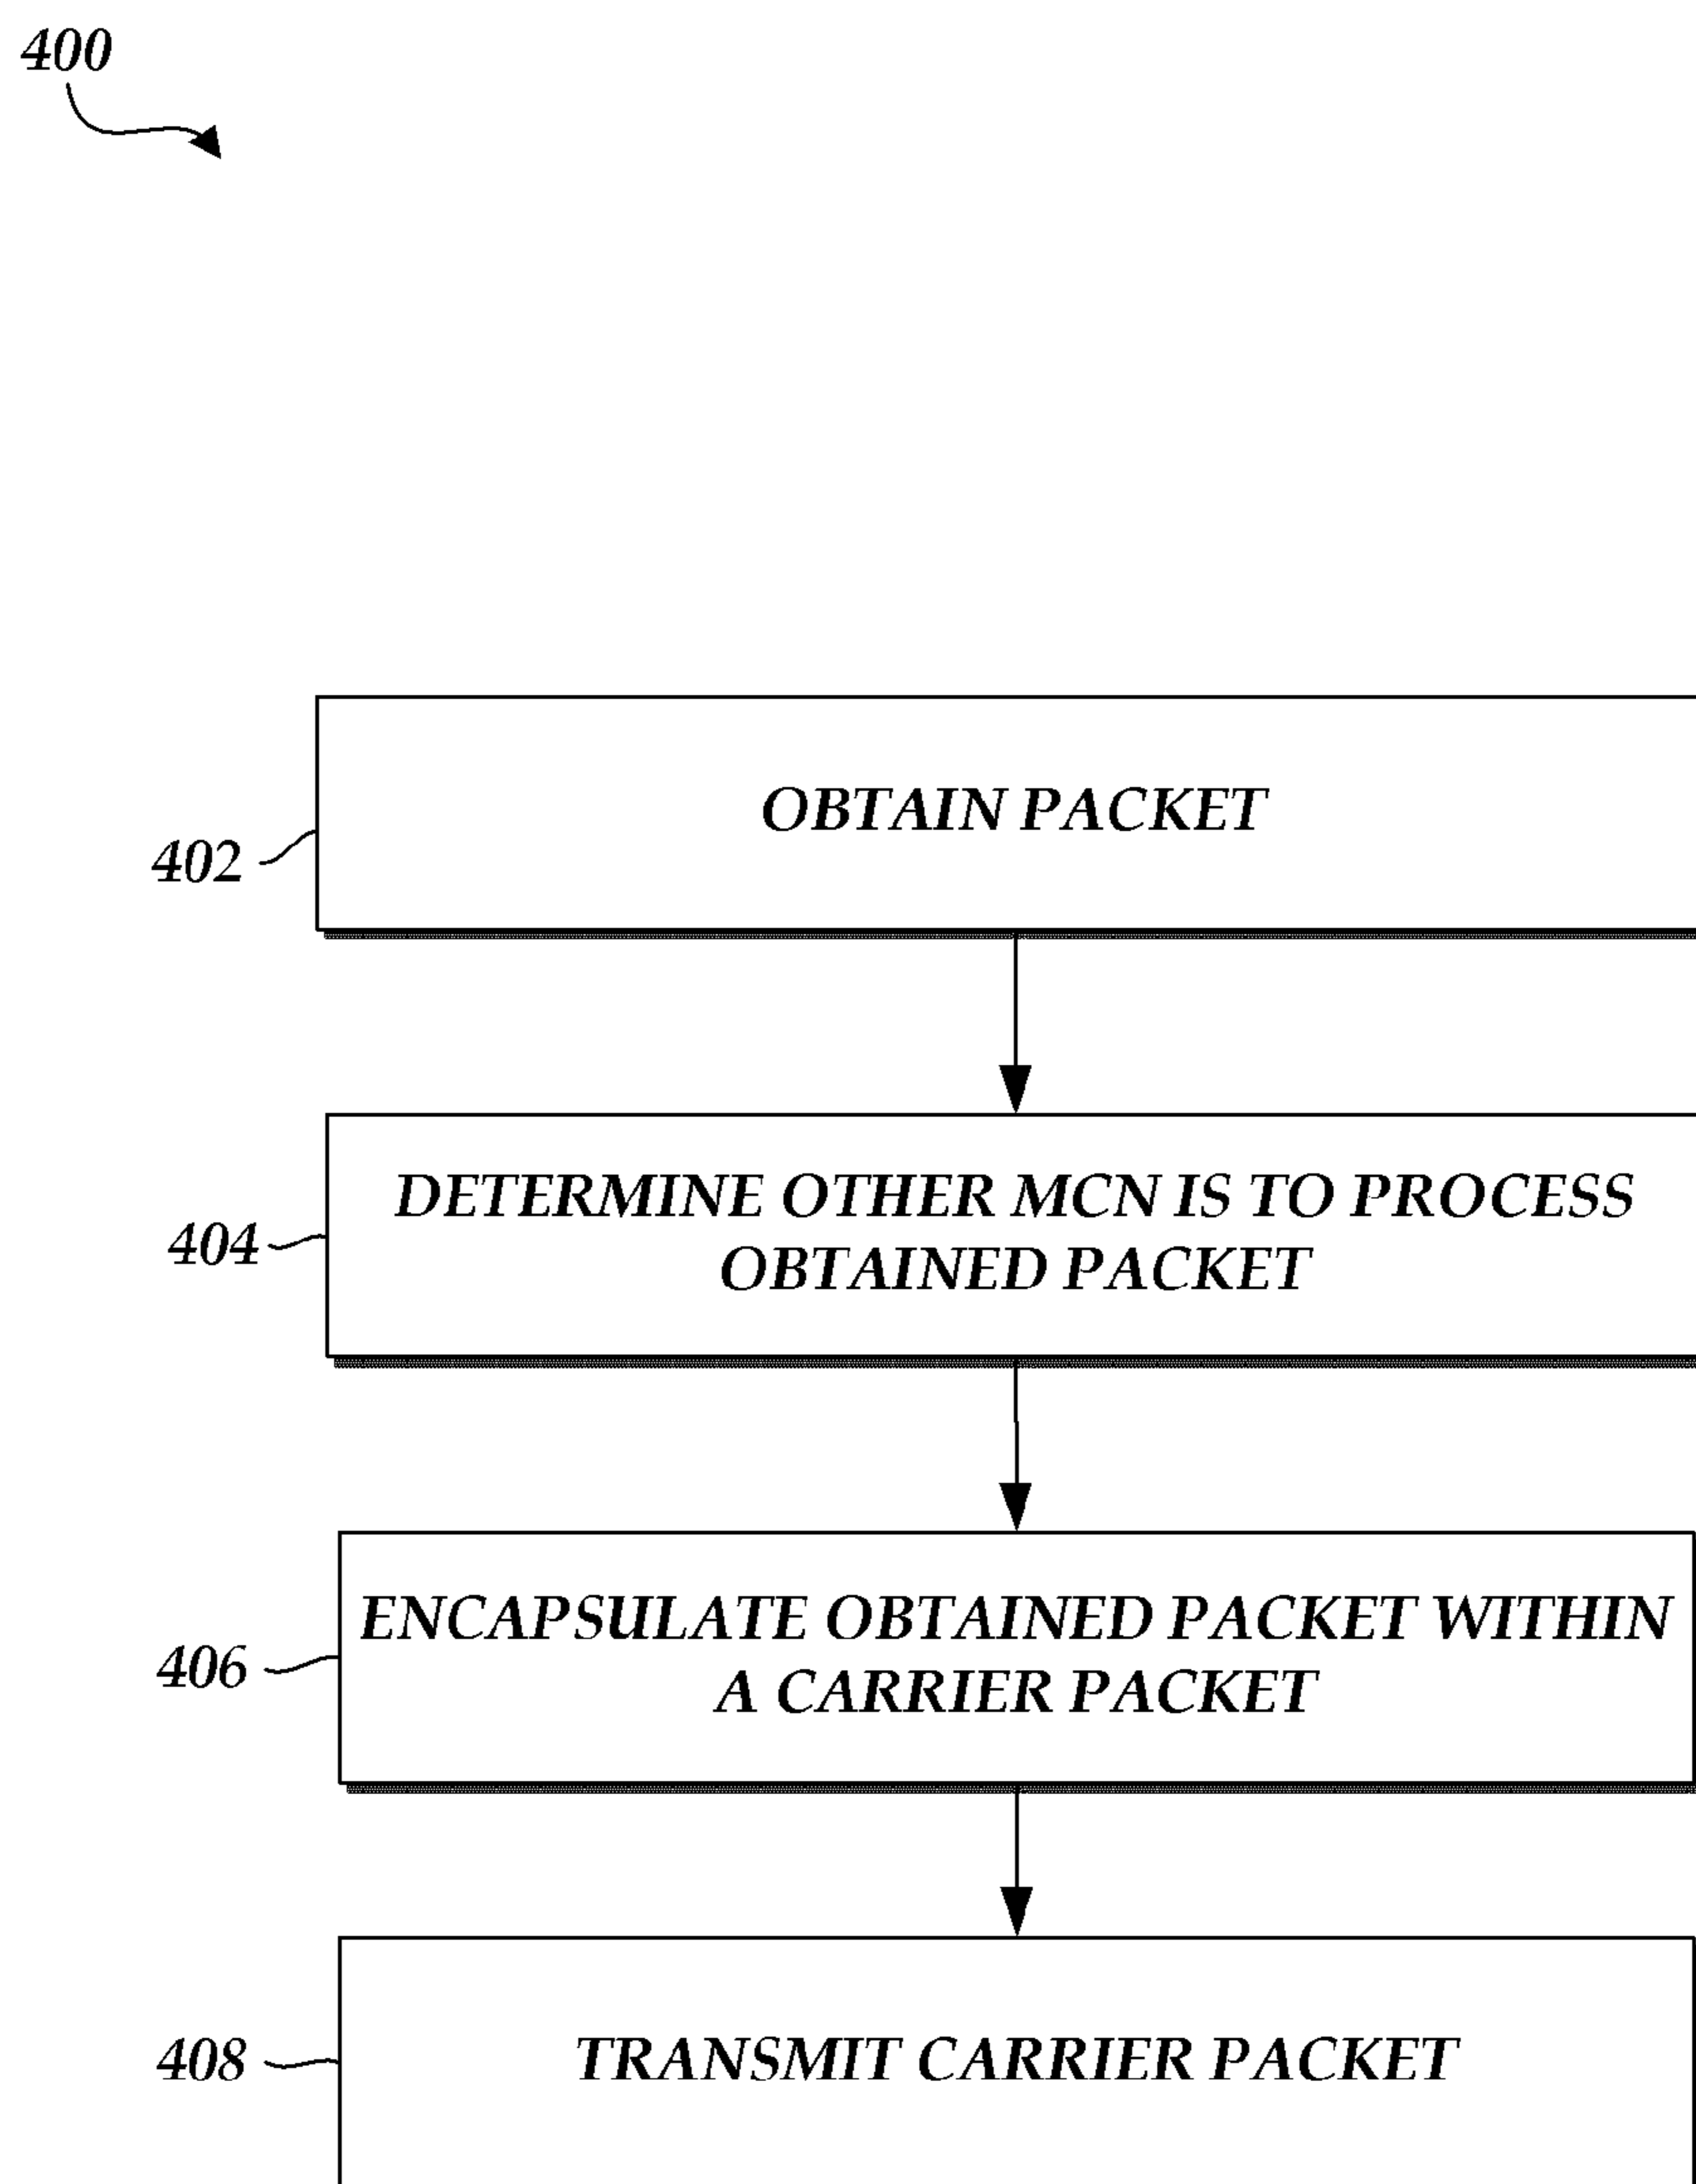 400
OBTAIN PACKET
402
DETERMINE OTHER MCN IS TO PROCESS
OBTAINED PACKET
404
ENCAPSULATE OBTAINED PACKET WITHIN
A CARRIER PACKET
406
TRANSMIT CARRIER PACKET
408